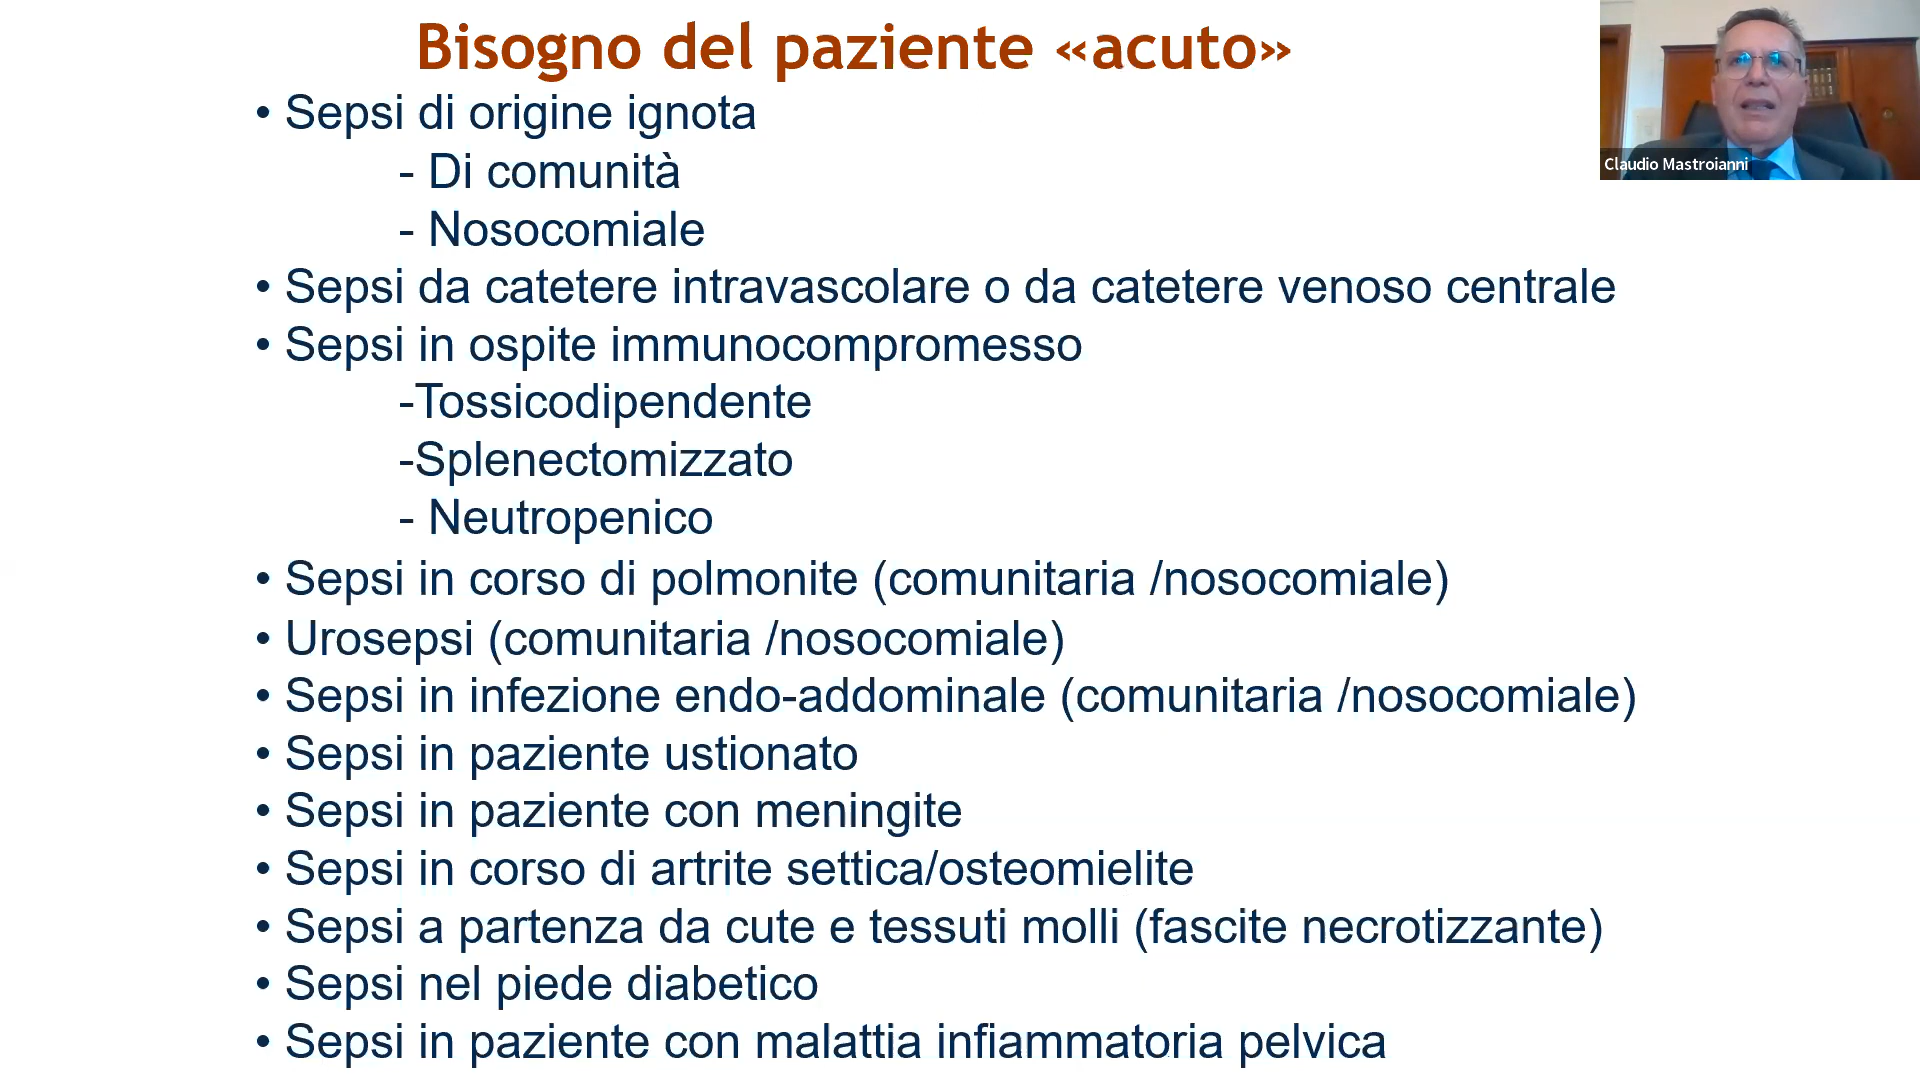 Bisogno del paziente «acuto»
• Sepsi di origine ignota
- Di comunità
- Nosocomiale
• Sepsi da catetere intravascolare o da catetere venoso centrale
• Sepsi in ospite immunocompromesso
-Tossicodipendente
-Splenectomizzato
- Neutropenico
• Sepsi in corso di polmonite (comunitaria /nosocomiale)
• Urosepsi (comunitaria /nosocomiale)
• Sepsi in infezione endo-addominale (comunitaria /nosocomiale)
• Sepsi in paziente ustionato
• Sepsi in paziente con meningite
• Sepsi in corso di artrite settica/osteomielite
• Sepsi a partenza da cute e tessuti molli (fascite necrotizzante)
• Sepsi nel piede diabetico
• Sepsi in paziente con malattia infiammatoria pelvica
Claudio Mastroianni